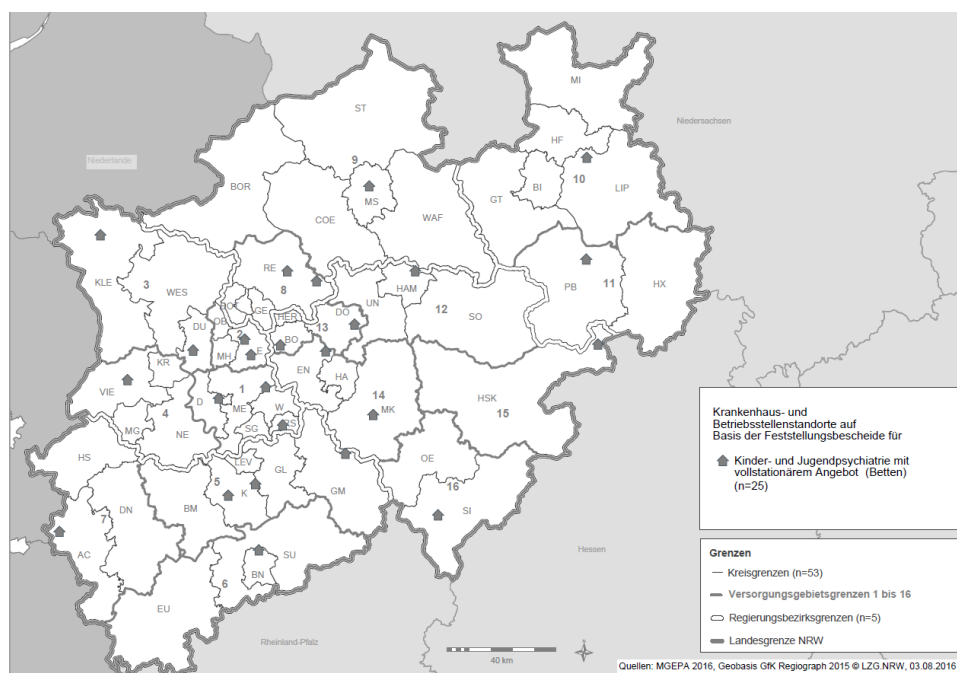 MI
ST
Niedersachsen
HF
Niederlande
9
BOR
BI
10
MS
GT
LIP
COE
WAF
RE
KLE
3
8
PB
11
HX
WES
HAM
UN
BOT
GE
HER
DO
12
SO
OB
DU
2
13
BO
E
MH
EN
KR
HA
VIE
1
14
HSK
D
ME
W
MK
15
MG
4
SG
RS
NE
HS
OE
LEV
GL
5
K
GM
16
DN
BM
SI
7
AC
SU
Hessen
6
BN
EU
Rheinland-Pfalz
40 km
Krankenhaus- und
Betriebsstellenstandorte auf
Basis der Feststellungsbescheide für
Kinder- und Jugendpsychiatrie mit
vollstationärem Angebot (Betten)
(n=25)
Grenzen
Kreisgrenzen (n=53)
Versorgungsgebietsgrenzen 1 bis 16
Regierungsbezirksgrenzen (n=5)
Landesgrenze NRW
Quellen: MGEPA 2016, Geobasis GfK Regiograph 2015 © LZG.NRW, 03.08.2016